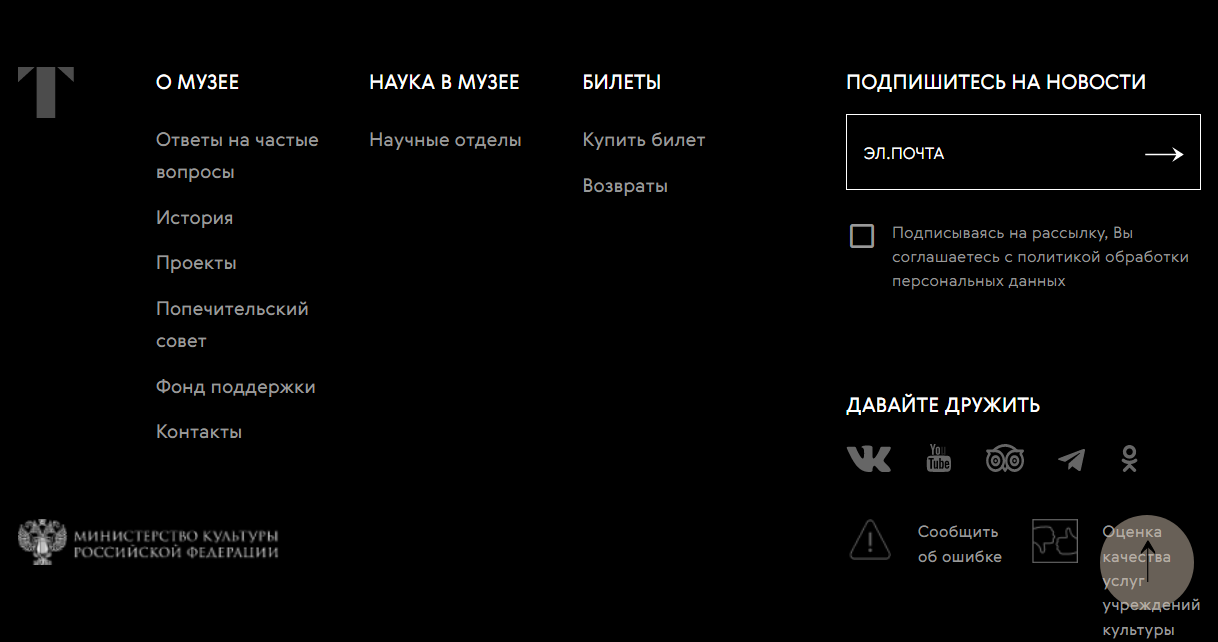 О МУЗЕЕ
Ответы на частые
вопросы
История
Проекты
Попечительский
совет
Фонд поддержки
Контакты
НАУКА В МУЗЕЕ
Научные отделы
БИЛЕТЫ
Купить билет
Возвраты
ПОДПИШИТЕСЬ НА НОВОСТИ
ЭЛ.ПОЧТА
Подписываясь на рассылку, Вы
соглашаетесь с политикой обработки
персональных данных
ДАВАЙТЕ ДРУЖИТЬ
You
Tube
Сообщить
об ошибке
Оценка
качества
услуг
учреждений
культуры
МИНИСТЕРСТВО КУЛЬТУРЫ
РОССИЙСКОЙ ФЕДЕРАЦИИ